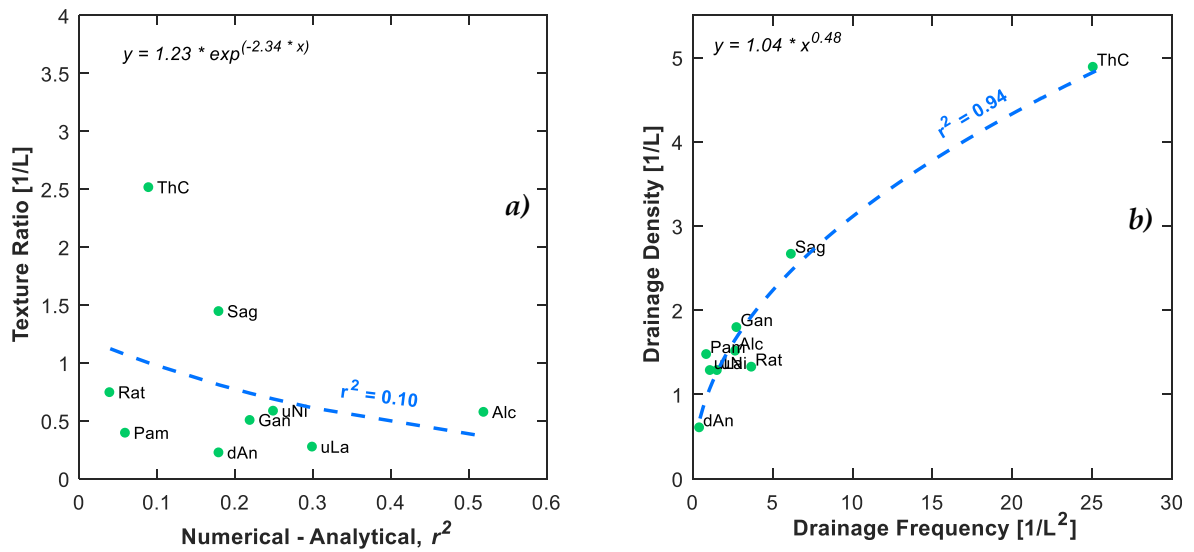 4
3.5
3
2.5
2
1.5
1
0.5
0
Texture Ratio [1/L]
y = 1.23 * exp^(-2.34 * x)
ThC
Sag
a)
r² = 0.10
Rat
Pam
uNi
Gan
dAn
uLa
Alc
0 0.1 0.2 0.3 0.4 0.5 0.6
Numerical - Analytical, r²
5
4
3
2
1
0
Drainage Density [1/L]
y = 1.04 * x^0.48
ThC
r² = 0.94
b)
Sag
Gan
Alc
Pam
Rat
uLa
uNi
dAn
0 5 10 15 20 25 30
Drainage Frequency [1/L²]